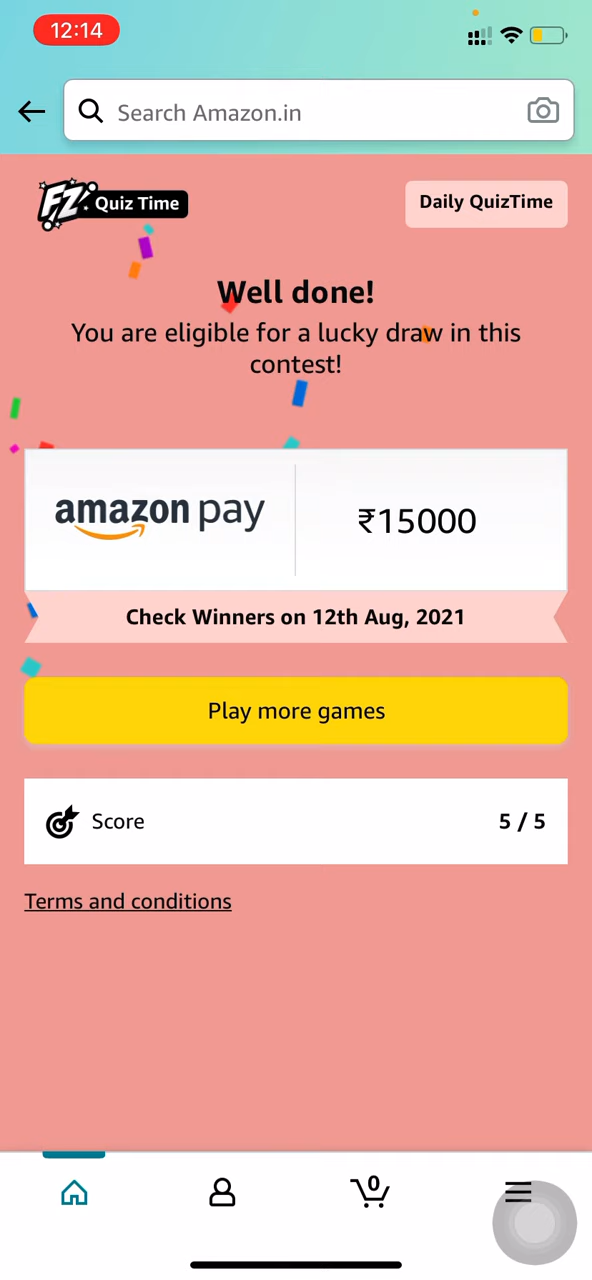 12:14
Search Amazon.in
FZ Quiz Time
Daily QuizTime
Well done!
You are eligible for a lucky draw in this
contest!
amazon pay
₹15000
Check Winners on 12th Aug, 2021
Play more games
Score
5 / 5
Terms and conditions
0